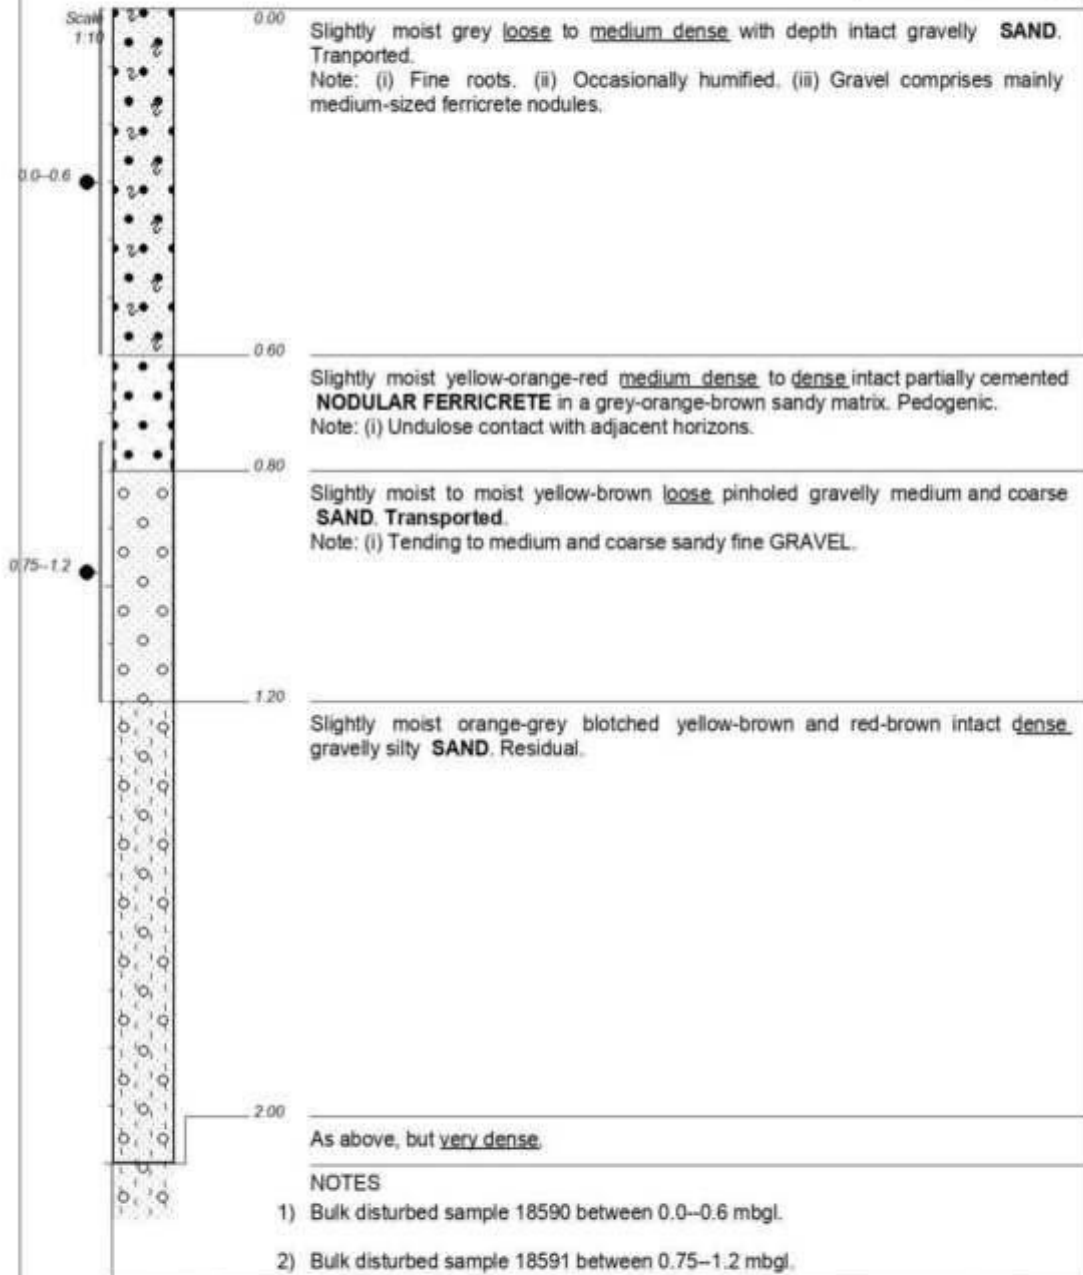 Scale
1:10
0.00
Slightly moist grey loose to medium dense with depth intact gravelly SAND.
Tranported.
Note: (i) Fine roots. (ii) Occasionally humified. (iii) Gravel comprises mainly
medium-sized ferricrete nodules.
0.0--0.6
0.60
Slightly moist yellow-orange-red medium dense to dense intact partially cemented
NODULAR FERRICRETE in a grey-orange-brown sandy matrix. Pedogenic.
Note: (i) Undulose contact with adjacent horizons.
0.80
Slightly moist to moist yellow-brown loose pinholed gravelly medium and coarse
SAND. Transported.
Note: (i) Tending to medium and coarse sandy fine GRAVEL.
0.75--1.2
1.20
Slightly moist orange-grey blotched yellow-brown and red-brown intact dense
gravelly silty SAND. Residual.
2.00
As above, but very dense.
NOTES
1) Bulk disturbed sample 18590 between 0.0--0.6 mbgl.
2) Bulk disturbed sample 18591 between 0.75--1.2 mbgl.